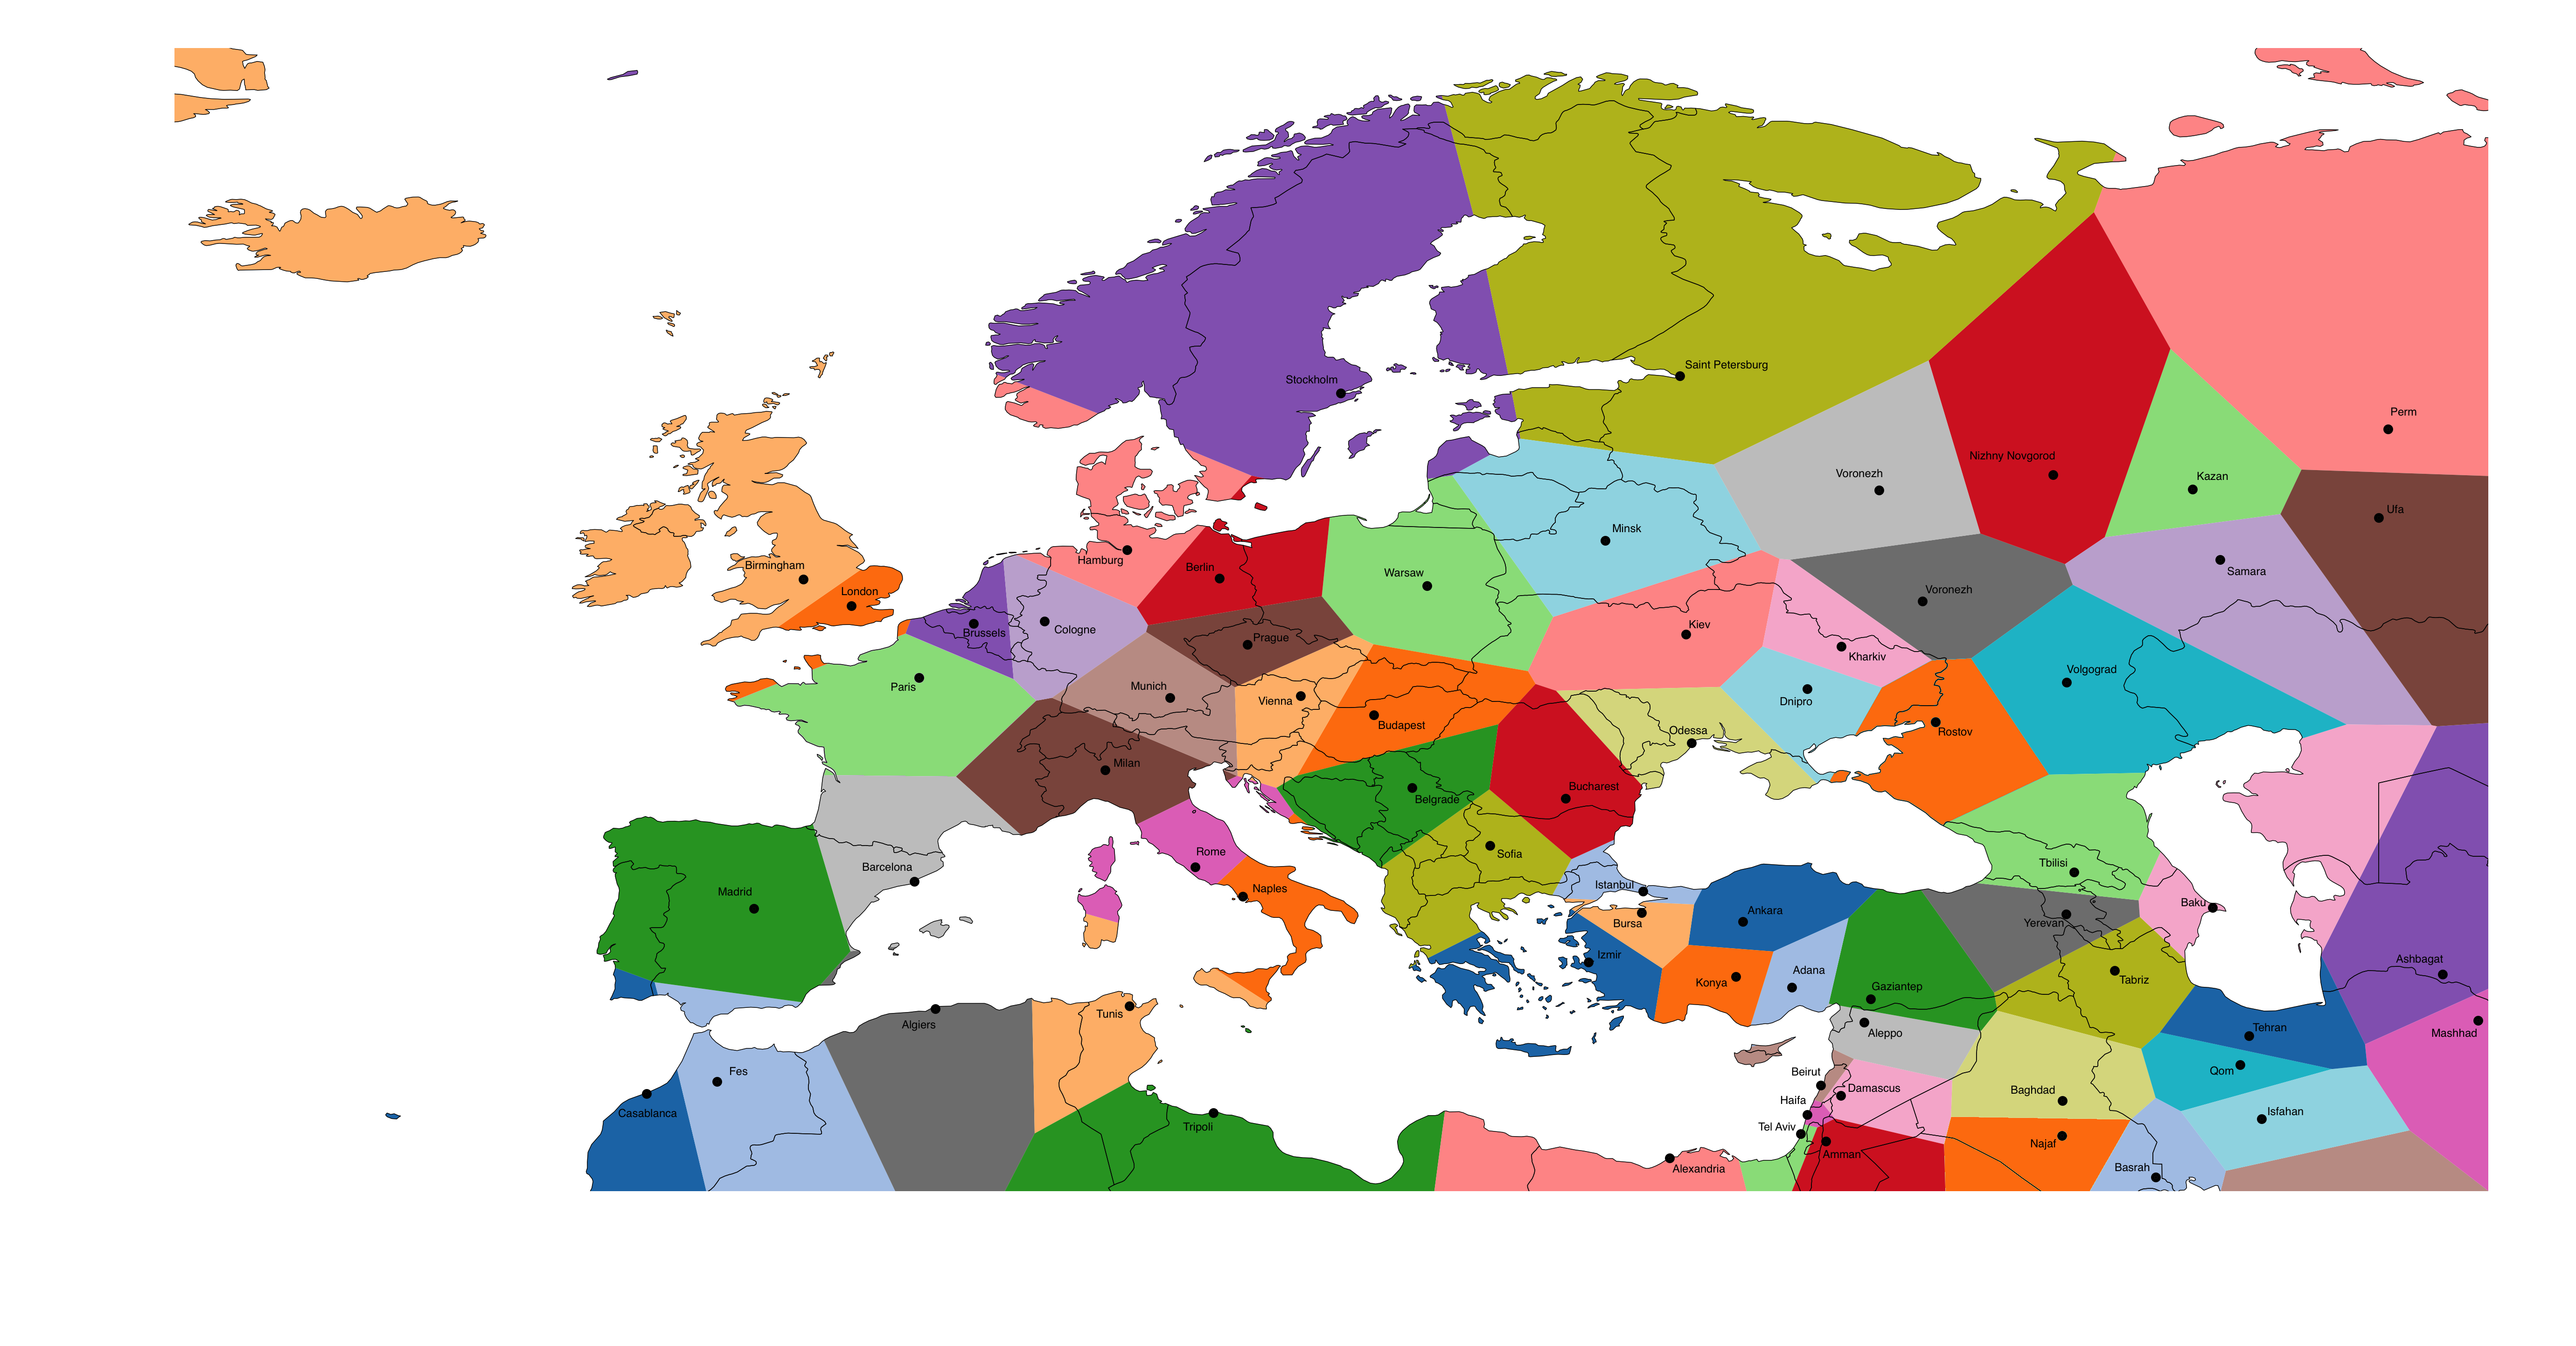 Stockholm
Saint Petersburg
Perm
Voronezh
Nizhny Novgorod
Kazan
Ufa
Minsk
Hamburg
Berlin
Warsaw
Birmingham
London
Brussels
Cologne
Prague
Kiev
Kharkiv
Voronezh
Samara
Volgograd
Paris
Munich
Vienna
Budapest
Dnipro
Odessa
Rostov
Milan
Belgrade
Bucharest
Sofia
Rome
Naples
Barcelona
Madrid
Istanbul
Bursa
Ankara
Tbilisi
Yerevan
Baku
Izmir
Konya
Adana
Gaziantep
Tabriz
Ashbagat
Algiers
Tunis
Aleppo
Tehran
Mashhad
Fes
Casablanca
Tripoli
Beirut
Damascus
Haifa
Tel Aviv
Amman
Baghdad
Qom
Isfahan
Najaf
Basrah
Alexandria